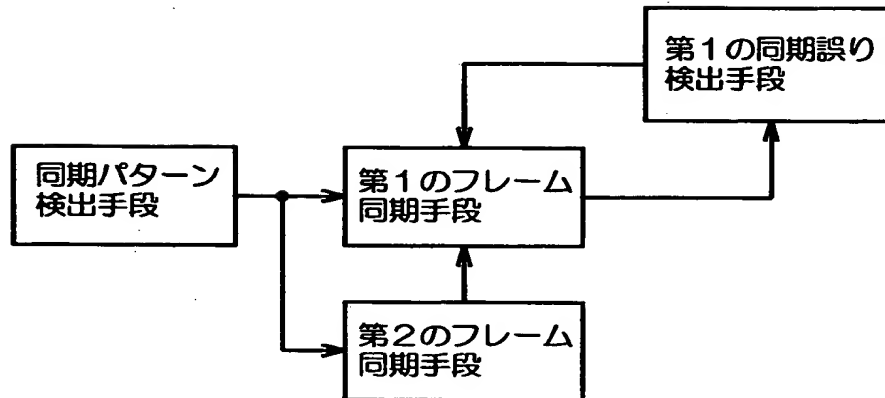 第1の同期誤り
検出手段
同期パターン
検出手段
第1のフレーム
同期手段
第2のフレーム
同期手段